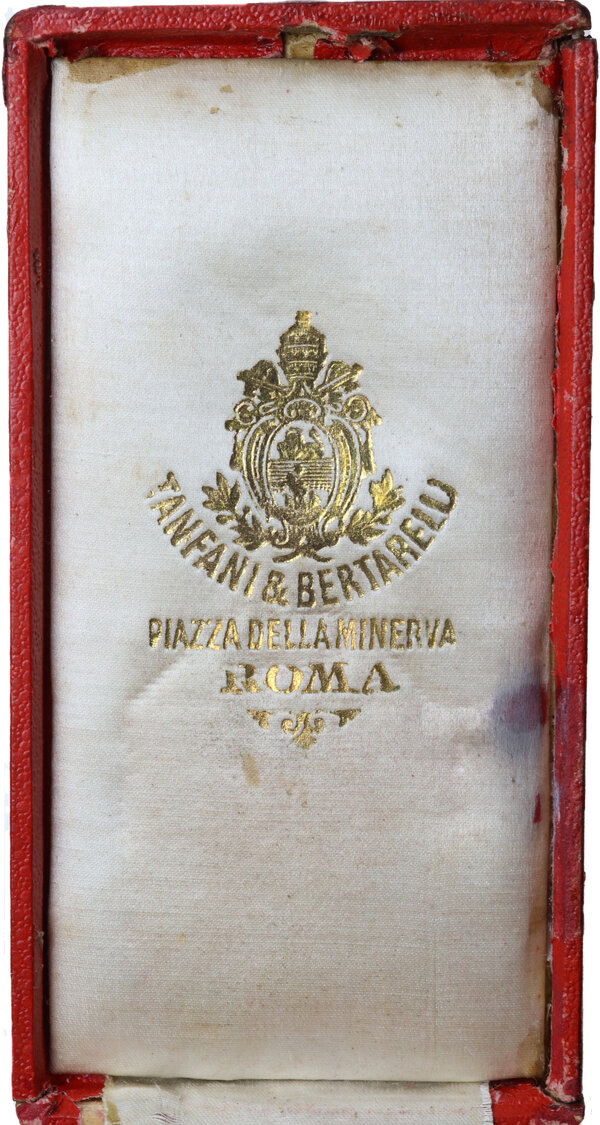 TANFANI & BERTARELLI
PIAZZA DELLA MINERVA
ROMA